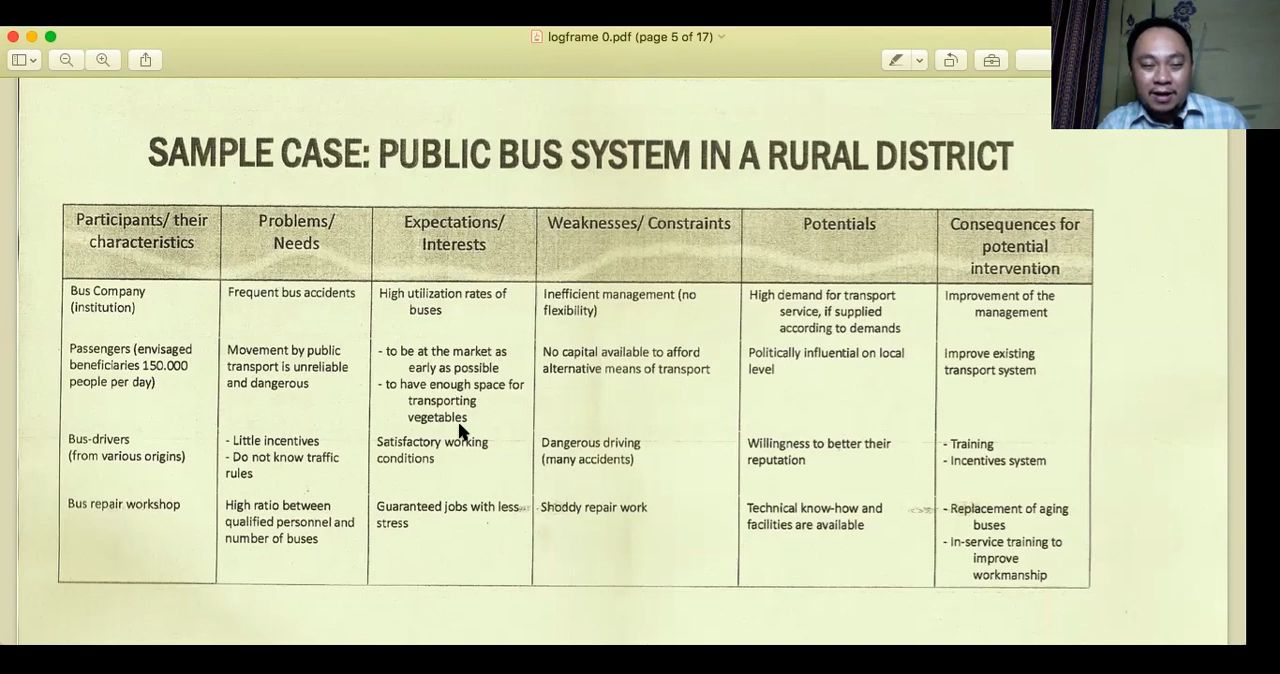 logframe 0.pdf (page 5 of 17)
SAMPLE CASE: PUBLIC BUS SYSTEM IN A RURAL DISTRICT
Participants/ their
characteristics
Problems/
Needs
Expectations/
Interests
Weaknesses/ Constraints
Potentials
Consequences for
potential
intervention
Bus Company
(institution)
Frequent bus accidents
High utilization rates of
buses
Inefficient management (no
flexibility)
High demand for transport
service, if supplied
according to demands
Improvement of the
management
Passengers (envisaged
beneficiaries 150.000
people per day)
Movement by public
transport is unreliable
and dangerous
- to be at the market as
early as possible
- to have enough space for
transporting
vegetables
No capital available to afford
alternative means of transport
Politically influential on local
level
Improve existing
transport system
Bus-drivers
(from various origins)
- Little incentives
- Do not know traffic
rules
Satisfactory working
conditions
Dangerous driving
(many accidents)
Willingness to better their
reputation
- Training
- Incentives system
Bus repair workshop
High ratio between
qualified personnel and
number of buses
Guaranteed jobs with less
stress
Shoddy repair work
Technical know-how and
facilities are available
- Replacement of aging
buses
- In-service training to
improve
workmanship